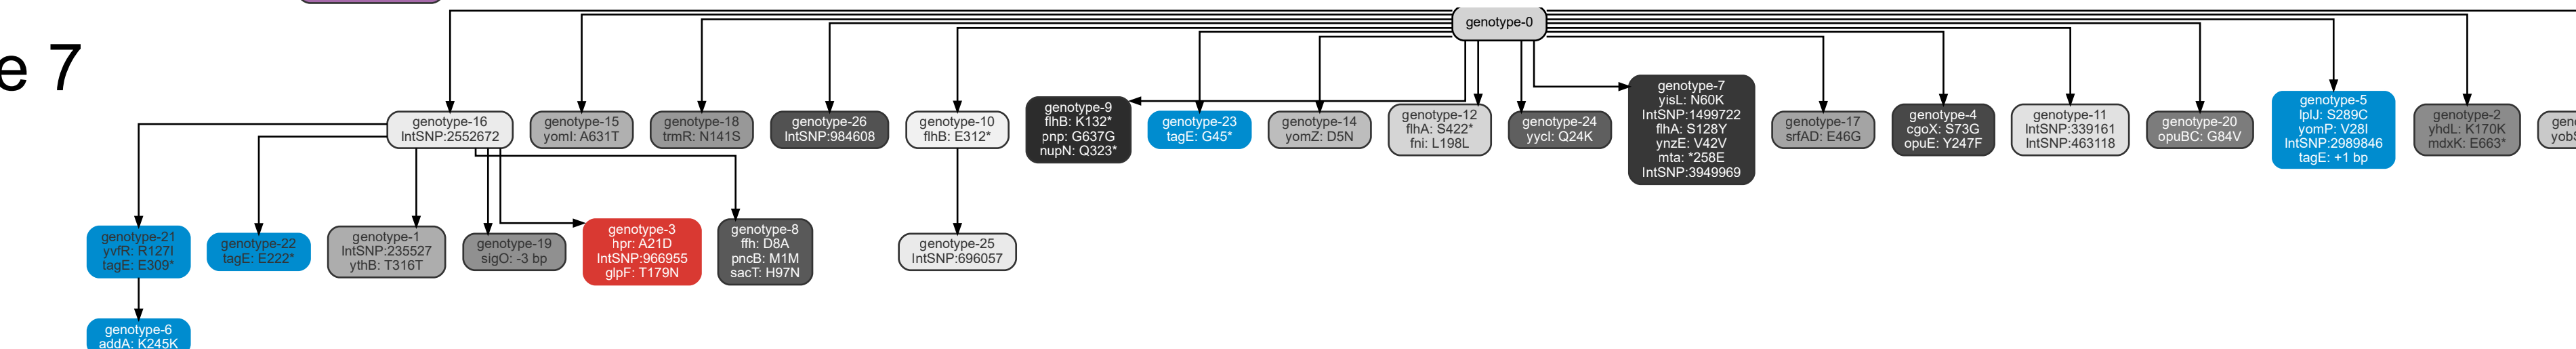 genotype-0
e 7
genotype-16
IntSNP:2552672
genotype-15
yomI: A631T
genotype-18
trmR: N141S
genotype-26
IntSNP:984608
genotype-10
flhB: E312*
genotype-9
flhB: K132*
pnp: G637G
nupN: Q323*
genotype-23
tagE: G45*
genotype-14
yomZ: D5N
genotype-12
flhA: S422*
fni: L198L
genotype-24
yycI: Q24K
genotype-7
yisL: N60K
IntSNP:1499722
flhA: S128Y
ynzE: V42V
mta: *258E
IntSNP:3949969
genotype-17
srfAD: E46G
genotype-4
cgoX: S73G
opuE: Y247F
genotype-11
IntSNP:339161
IntSNP:463118
genotype-20
opuBC: G84V
genotype-5
lplJ: S289C
yomP: V28I
IntSNP:2989846
tagE: +1 bp
genotype-2
yhdL: K170K
mdxK: E663*
geno
yobS
genotype-21
yvfR: R127I
tagE: E309*
genotype-22
tagE: E222*
genotype-1
IntSNP:235527
ythB: T316T
genotype-19
sigO: -3 bp
genotype-3
hpr: A21D
IntSNP:966955
glpF: T179N
genotype-8
ffh: D8A
pncB: M1M
sacT: H97N
genotype-25
IntSNP:696057
genotype-6
addA: K245K